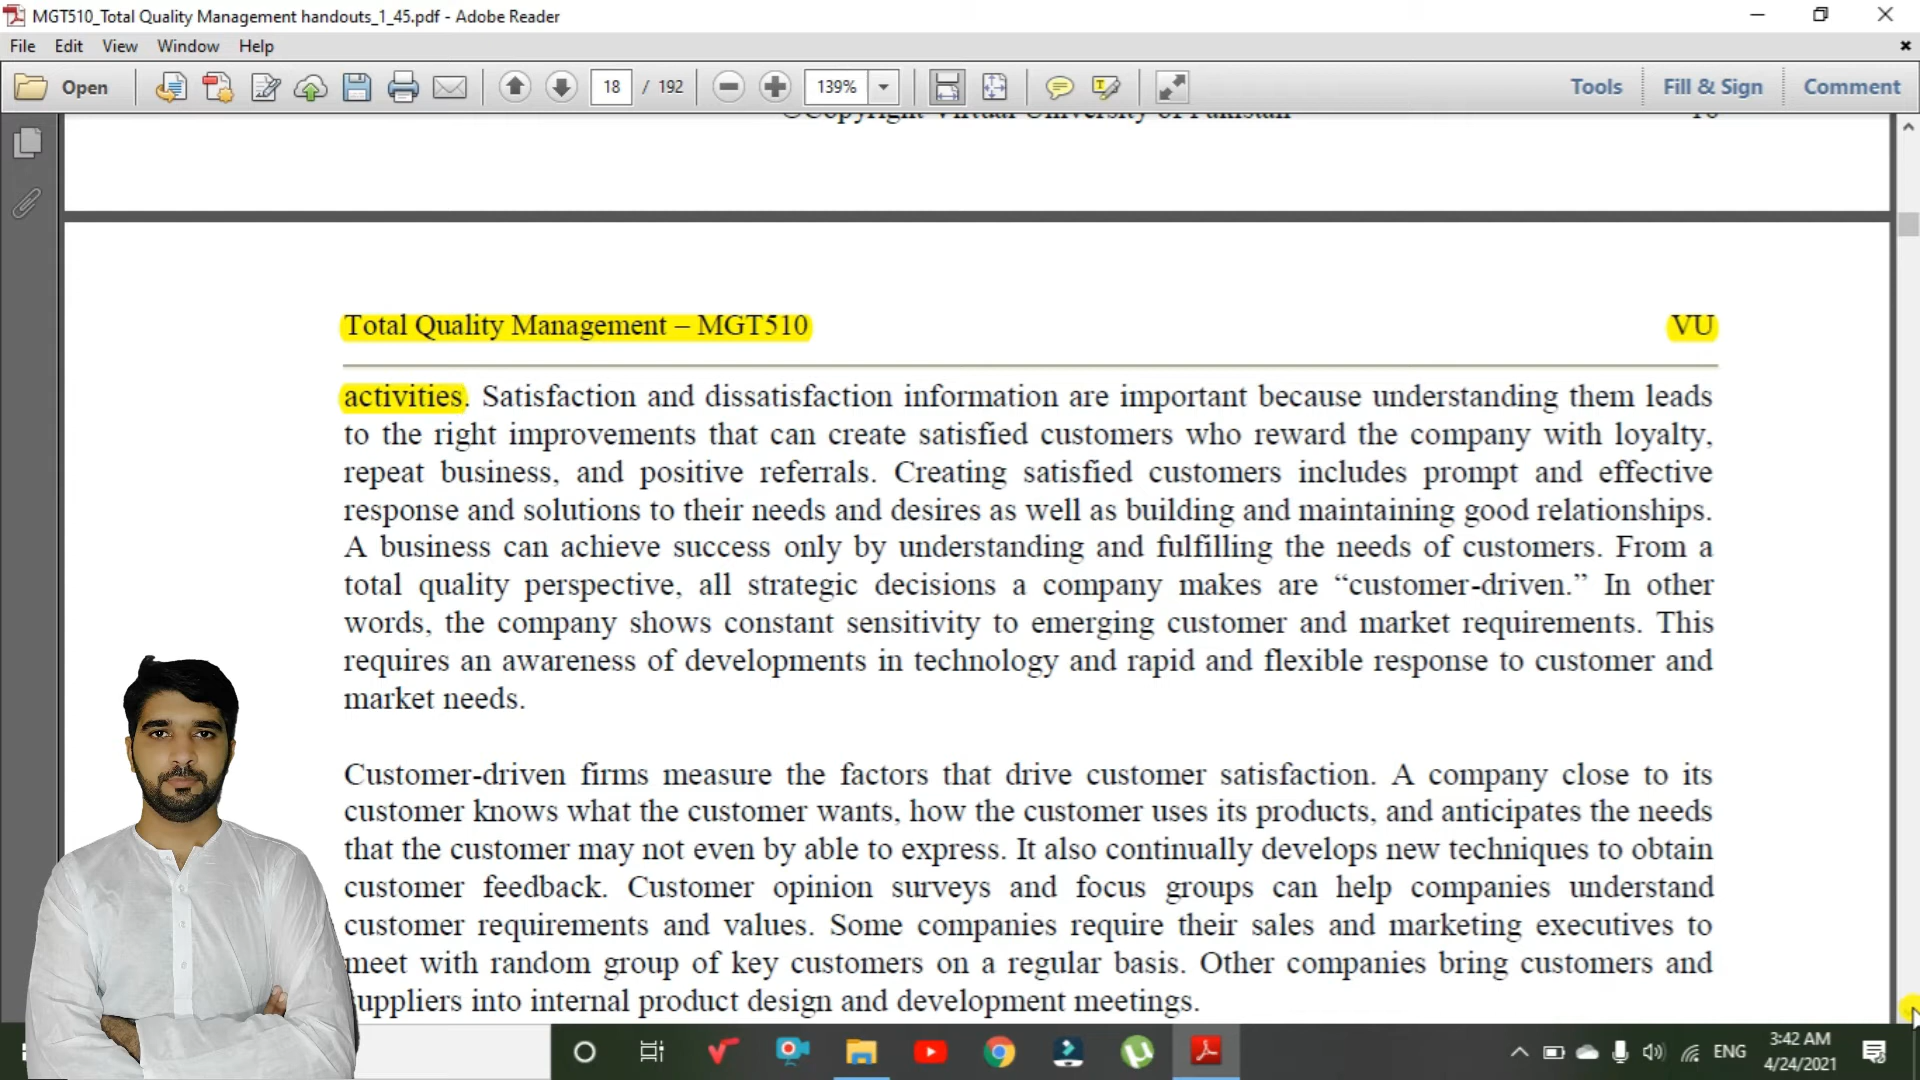 MGT510_Total Quality Management handouts_1_45.pdf - Adobe Reader
File Edit View Window Help
Open 18 / 192 139% Tools Fill & Sign Comment
©Copyright Virtual University of Pakistan
Total Quality Management – MGT510 VU
activities. Satisfaction and dissatisfaction information are important because understanding them leads
to the right improvements that can create satisfied customers who reward the company with loyalty,
repeat business, and positive referrals. Creating satisfied customers includes prompt and effective
response and solutions to their needs and desires as well as building and maintaining good relationships.
A business can achieve success only by understanding and fulfilling the needs of customers. From a
total quality perspective, all strategic decisions a company makes are “customer-driven.” In other
words, the company shows constant sensitivity to emerging customer and market requirements. This
requires an awareness of developments in technology and rapid and flexible response to customer and
market needs.
Customer-driven firms measure the factors that drive customer satisfaction. A company close to its
customer knows what the customer wants, how the customer uses its products, and anticipates the needs
that the customer may not even by able to express. It also continually develops new techniques to obtain
customer feedback. Customer opinion surveys and focus groups can help companies understand
customer requirements and values. Some companies require their sales and marketing executives to
meet with random group of key customers on a regular basis. Other companies bring customers and
suppliers into internal product design and development meetings.
ENG
3:42 AM
4/24/2021